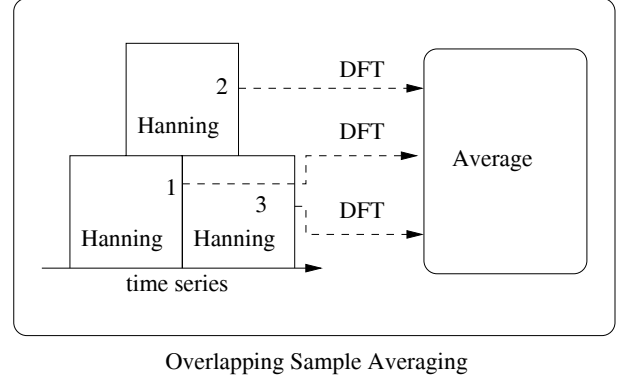 DFT
2
Hanning
DFT
1
Average
3
DFT
Hanning
Hanning
time series
Overlapping Sample Averaging